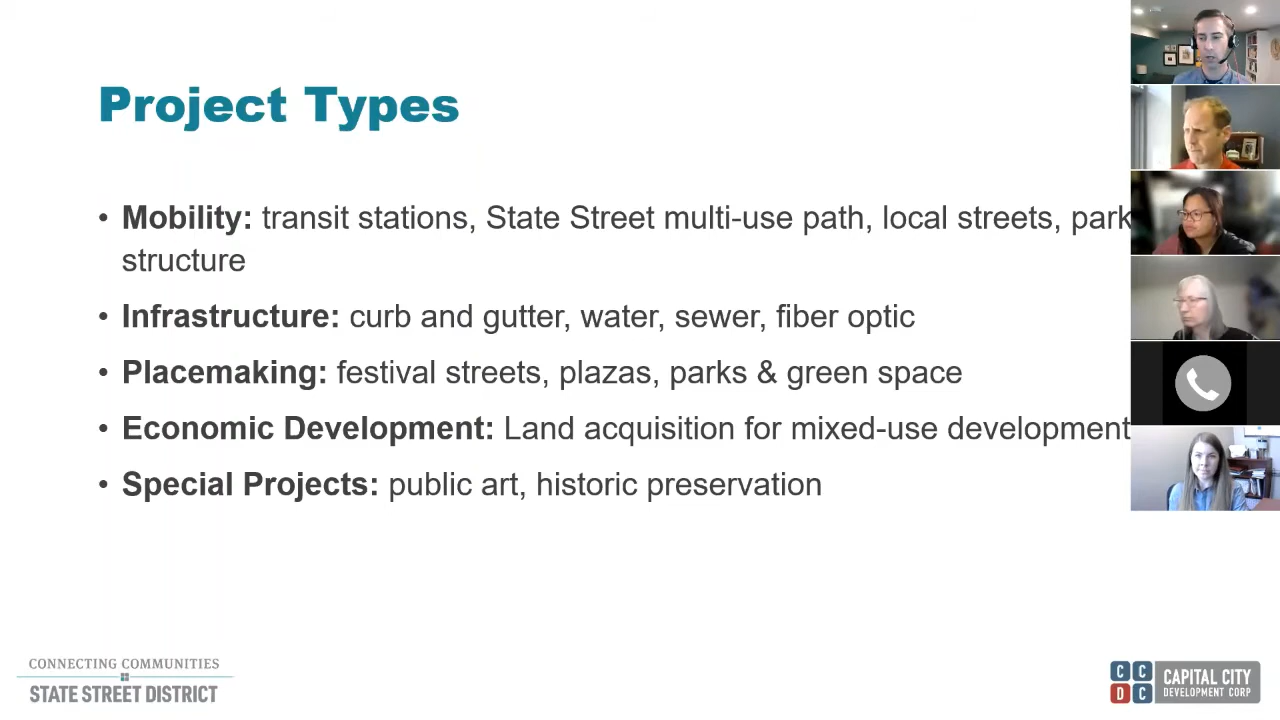 Project Types
• Mobility: transit stations, State Street multi-use path, local streets, park
structure
• Infrastructure: curb and gutter, water, sewer, fiber optic
• Placemaking: festival streets, plazas, parks & green space
• Economic Development: Land acquisition for mixed-use development
• Special Projects: public art, historic preservation
CONNECTING COMMUNITIES
STATE STREET DISTRICT
C C
D C
CAPITAL CITY
DEVELOPMENT CORP